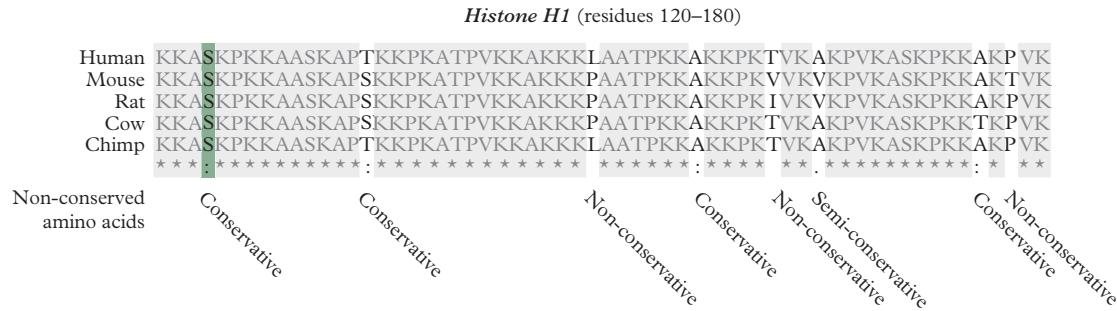 Histone H1 (residues 120–180)
Human KKASKPKKAASKAPTKKPKATPVKKAKKKLAATPKKAKKPKTVKAKPVKASKPKKAKPVK
Mouse KKASKPKKAASKAPSKKPKATPVKKAKKKPAATPKKAKKPKVVKVKPVKASKPKKAKTVK
Rat KKASKPKKAASKAPSKKPKATPVKKAKKKPAATPKKAKKPKIVKVKPVKASKPKKAKPVK
Cow KKASKPKKAASKAPSKKPKATPVKKAKKKPAATPKKAKKPKTVKAKPVKASKPKKTKPVK
Chimp KKASKPKKAASKAPTKKPKATPVKKAKKKLAATPKKAKKPKTVKAKPVKASKPKKAKPVK
***:**********:************** ******:**** **.**********:* **
Non-conserved
amino acids
Conservative
Conservative
Non-conservative
Conservative
Non-conservative
Semi-conservative
Conservative
Non-conservative